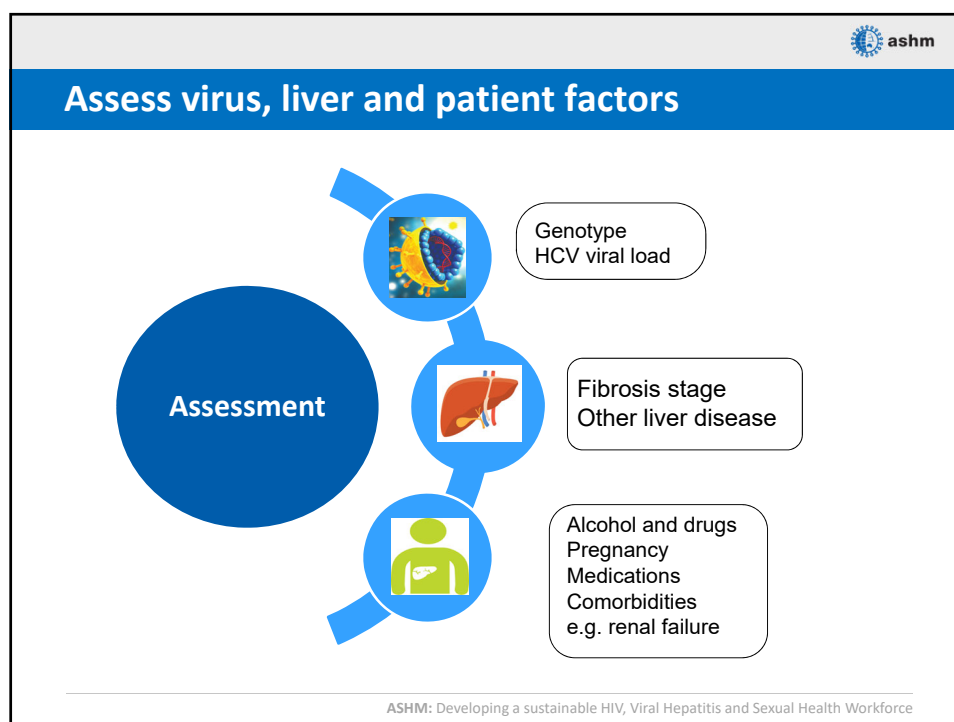 ashm
Assess virus, liver and patient factors
Assessment
Genotype
HCV viral load
Fibrosis stage
Other liver disease
Alcohol and drugs
Pregnancy
Medications
Comorbidities
e.g. renal failure
ASHM: Developing a sustainable HIV, Viral Hepatitis and Sexual Health Workforce